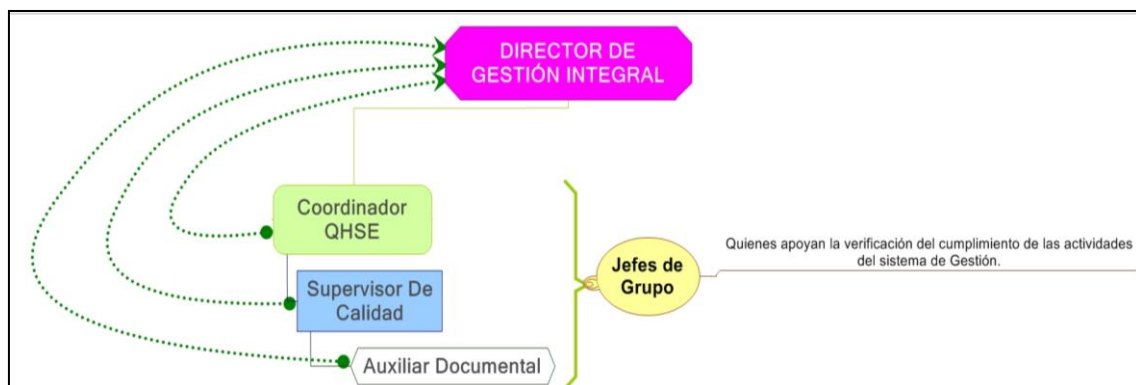 DIRECTOR DE
GESTIÓN INTEGRAL
Coordinador
QHSE
Supervisor De
Calidad
Auxiliar Documental
Jefes de
Grupo
Quienes apoyan la verificación del cumplimiento de las actividades
del sistema de Gestión.